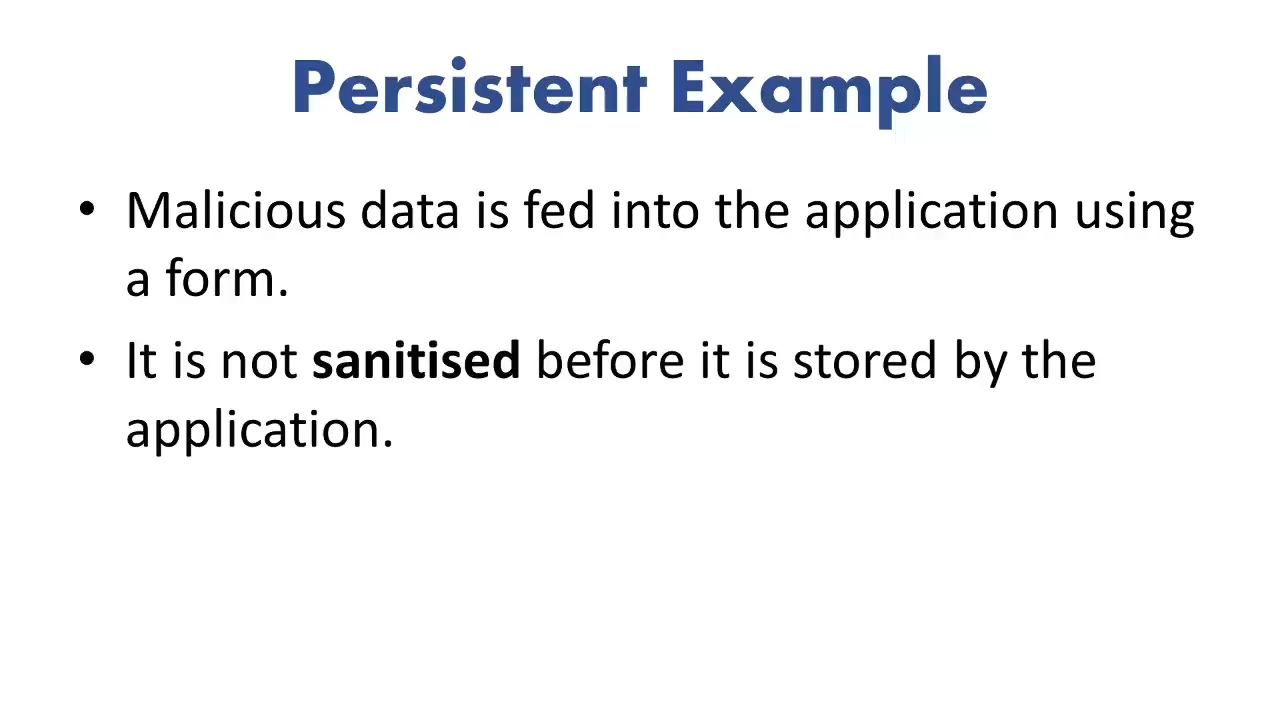 Persistent Example
• Malicious data is fed into the application using
a form.
• It is not sanitised before it is stored by the
application.